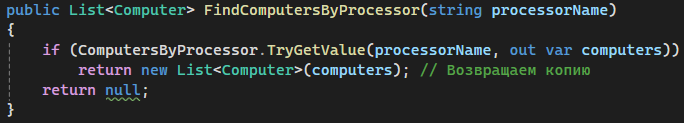 public List<Computer> FindComputersByProcessor(string processorName)
{
    if (ComputersByProcessor.TryGetValue(processorName, out var computers))
        return new List<Computer>(computers); // Возвращаем копию
    return null;
}